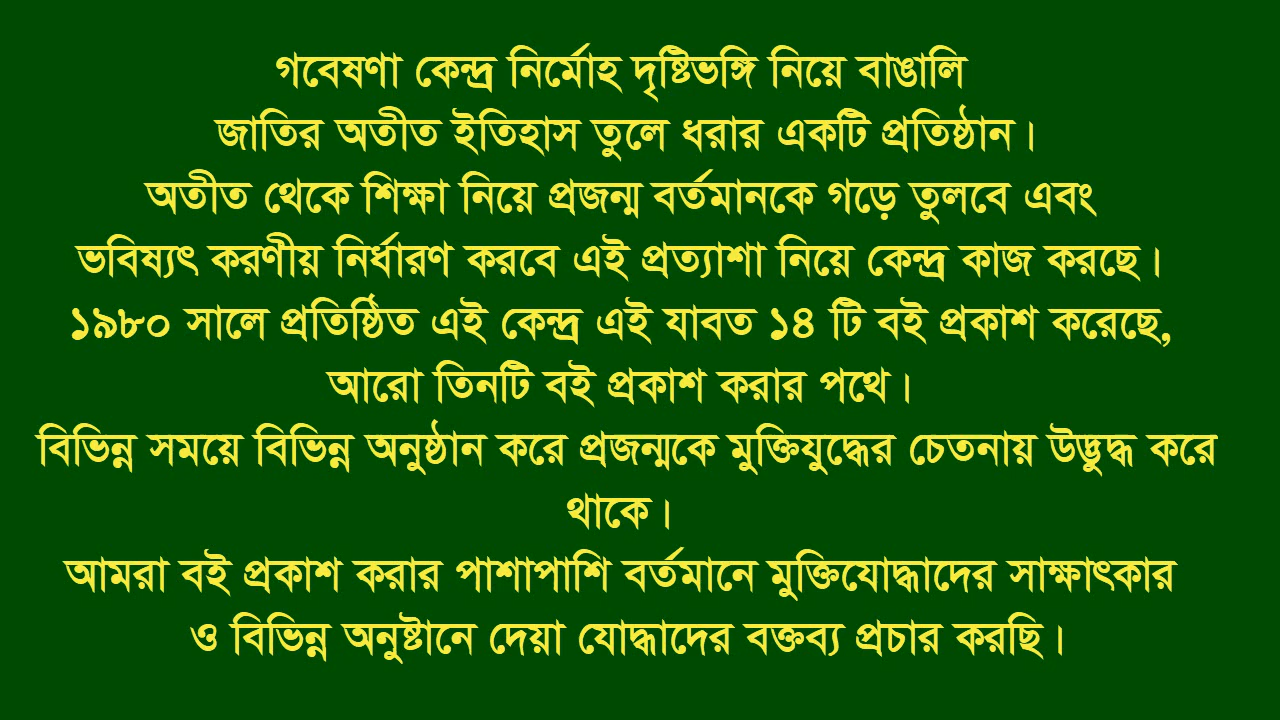 গবেষণা কেন্দ্র নির্মোহ দৃষ্টিভঙ্গি নিয়ে বাঙালি
জাতির অতীত ইতিহাস তুলে ধরার একটি প্রতিষ্ঠান।
অতীত থেকে শিক্ষা নিয়ে প্রজন্ম বর্তমানকে গড়ে তুলবে এবং
ভবিষ্যৎ করণীয় নির্ধারণ করবে এই প্রত্যাশা নিয়ে কেন্দ্র কাজ করছে।
১৯৮০ সালে প্রতিষ্ঠিত এই কেন্দ্র এই যাবত ১৪ টি বই প্রকাশ করেছে,
আরো তিনটি বই প্রকাশ করার পথে।
বিভিন্ন সময়ে বিভিন্ন অনুষ্ঠান করে প্রজন্মকে মুক্তিযুদ্ধের চেতনায় উদ্ভুদ্ধ করে
থাকে।
আমরা বই প্রকাশ করার পাশাপাশি বর্তমানে মুক্তিযোদ্ধাদের সাক্ষাৎকার
ও বিভিন্ন অনুষ্টানে দেয়া যোদ্ধাদের বক্তব্য প্রচার করছি।